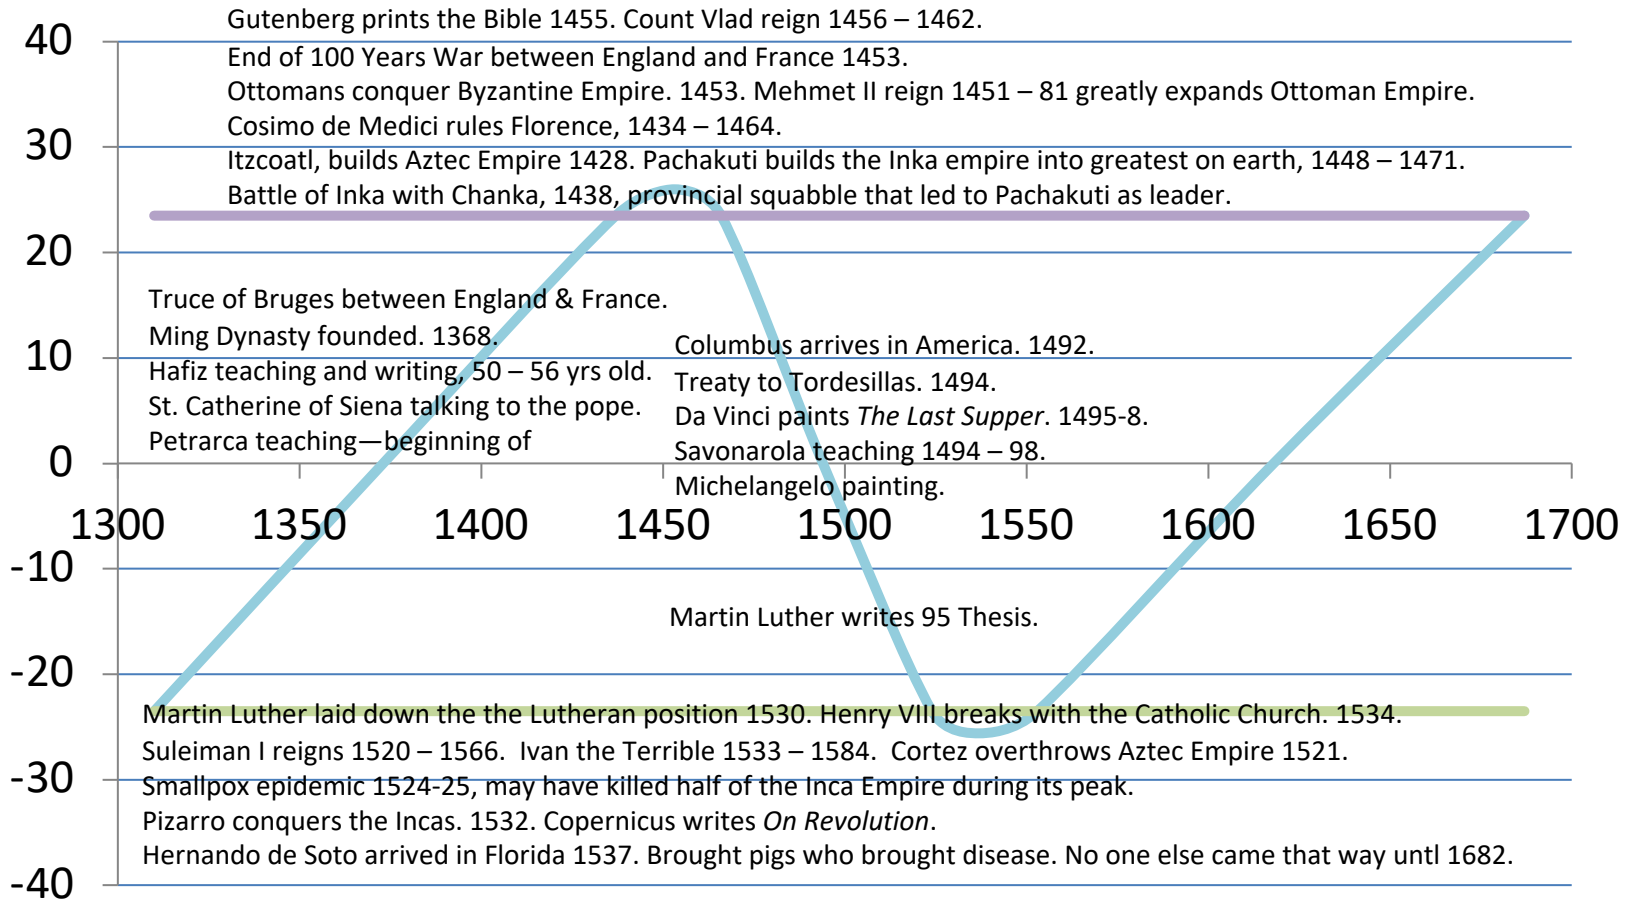 Gutenberg prints the Bible 1455. Count Vlad reign 1456 – 1462.
40
End of 100 Years War between England and France 1453.
Ottomans conquer Byzantine Empire. 1453. Mehmet II reign 1451 – 81 greatly expands Ottoman Empire.
Cosimo de Medici rules Florence, 1434 – 1464.
30
Itzcoatl, builds Aztec Empire 1428. Pachakuti builds the Inka empire into greatest on earth, 1448 – 1471.
Battle of Inka with Chanka, 1438, provincial squabble that led to Pachakuti as leader.
20
Truce of Bruges between England & France.
Ming Dynasty founded. 1368.
Hafiz teaching and writing, 50 – 56 yrs old.
St. Catherine of Siena talking to the pope.
Petrarca teaching—beginning of
10
Columbus arrives in America. 1492.
Treaty to Tordesillas. 1494.
Da Vinci paints The Last Supper. 1495-8.
Savonarola teaching 1494 – 98.
Michelangelo painting.
0
1300 1350 1400 1450 1500 1550 1600 1650 1700
-10
Martin Luther writes 95 Thesis.
-20
Martin Luther laid down the the Lutheran position 1530. Henry VIII breaks with the Catholic Church. 1534.
Suleiman I reigns 1520 – 1566. Ivan the Terrible 1533 – 1584. Cortez overthrows Aztec Empire 1521.
-30
Smallpox epidemic 1524-25, may have killed half of the Inca Empire during its peak.
Pizarro conquers the Incas. 1532. Copernicus writes On Revolution.
Hernando de Soto arrived in Florida 1537. Brought pigs who brought disease. No one else came that way untl 1682.
-40